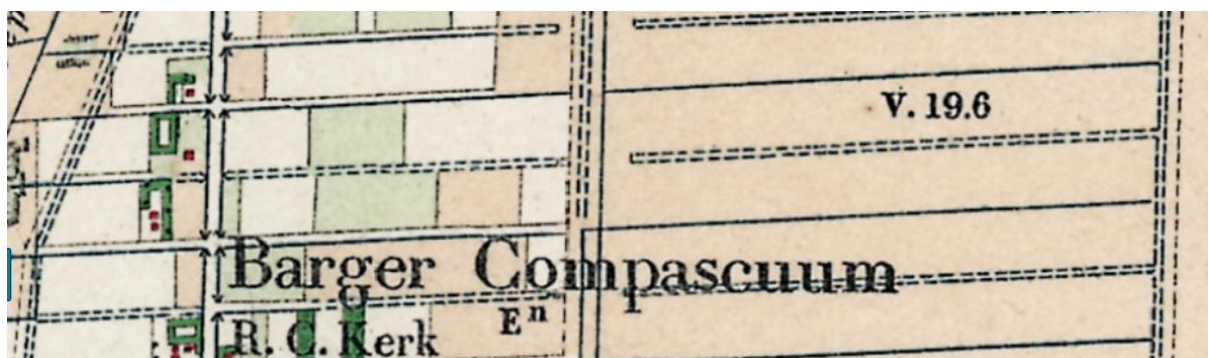 V. 19.6
Barger Compascuum
R. C. Kerk
Eⁿ